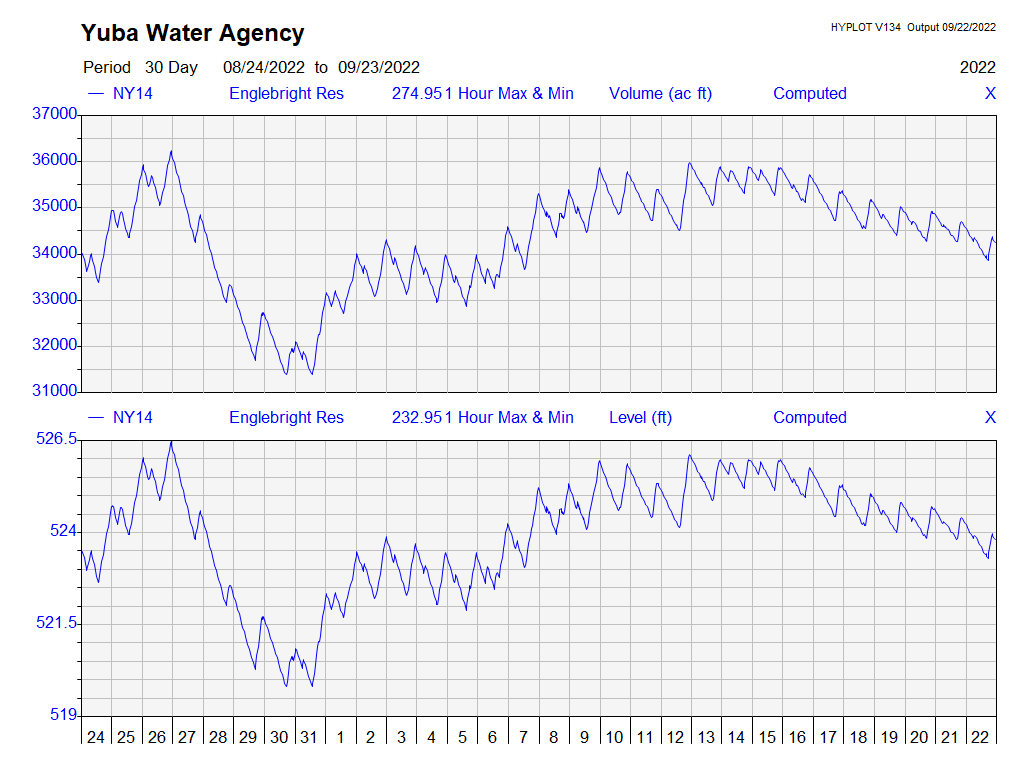 Yuba Water Agency
HYPLOT V134 Output 09/22/2022
Period 30 Day 08/24/2022 to 09/23/2022 2022
NY14 Englebright Res 274.951 Hour Max & Min Volume (ac ft) Computed X
37000
36000
35000
34000
33000
32000
31000
NY14 Englebright Res 232.951 Hour Max & Min Level (ft) Computed X
526.5
524
521.5
519
24 25 26 27 28 29 30 31 1 2 3 4 5 6 7 8 9 10 11 12 13 14 15 16 17 18 19 20 21 22